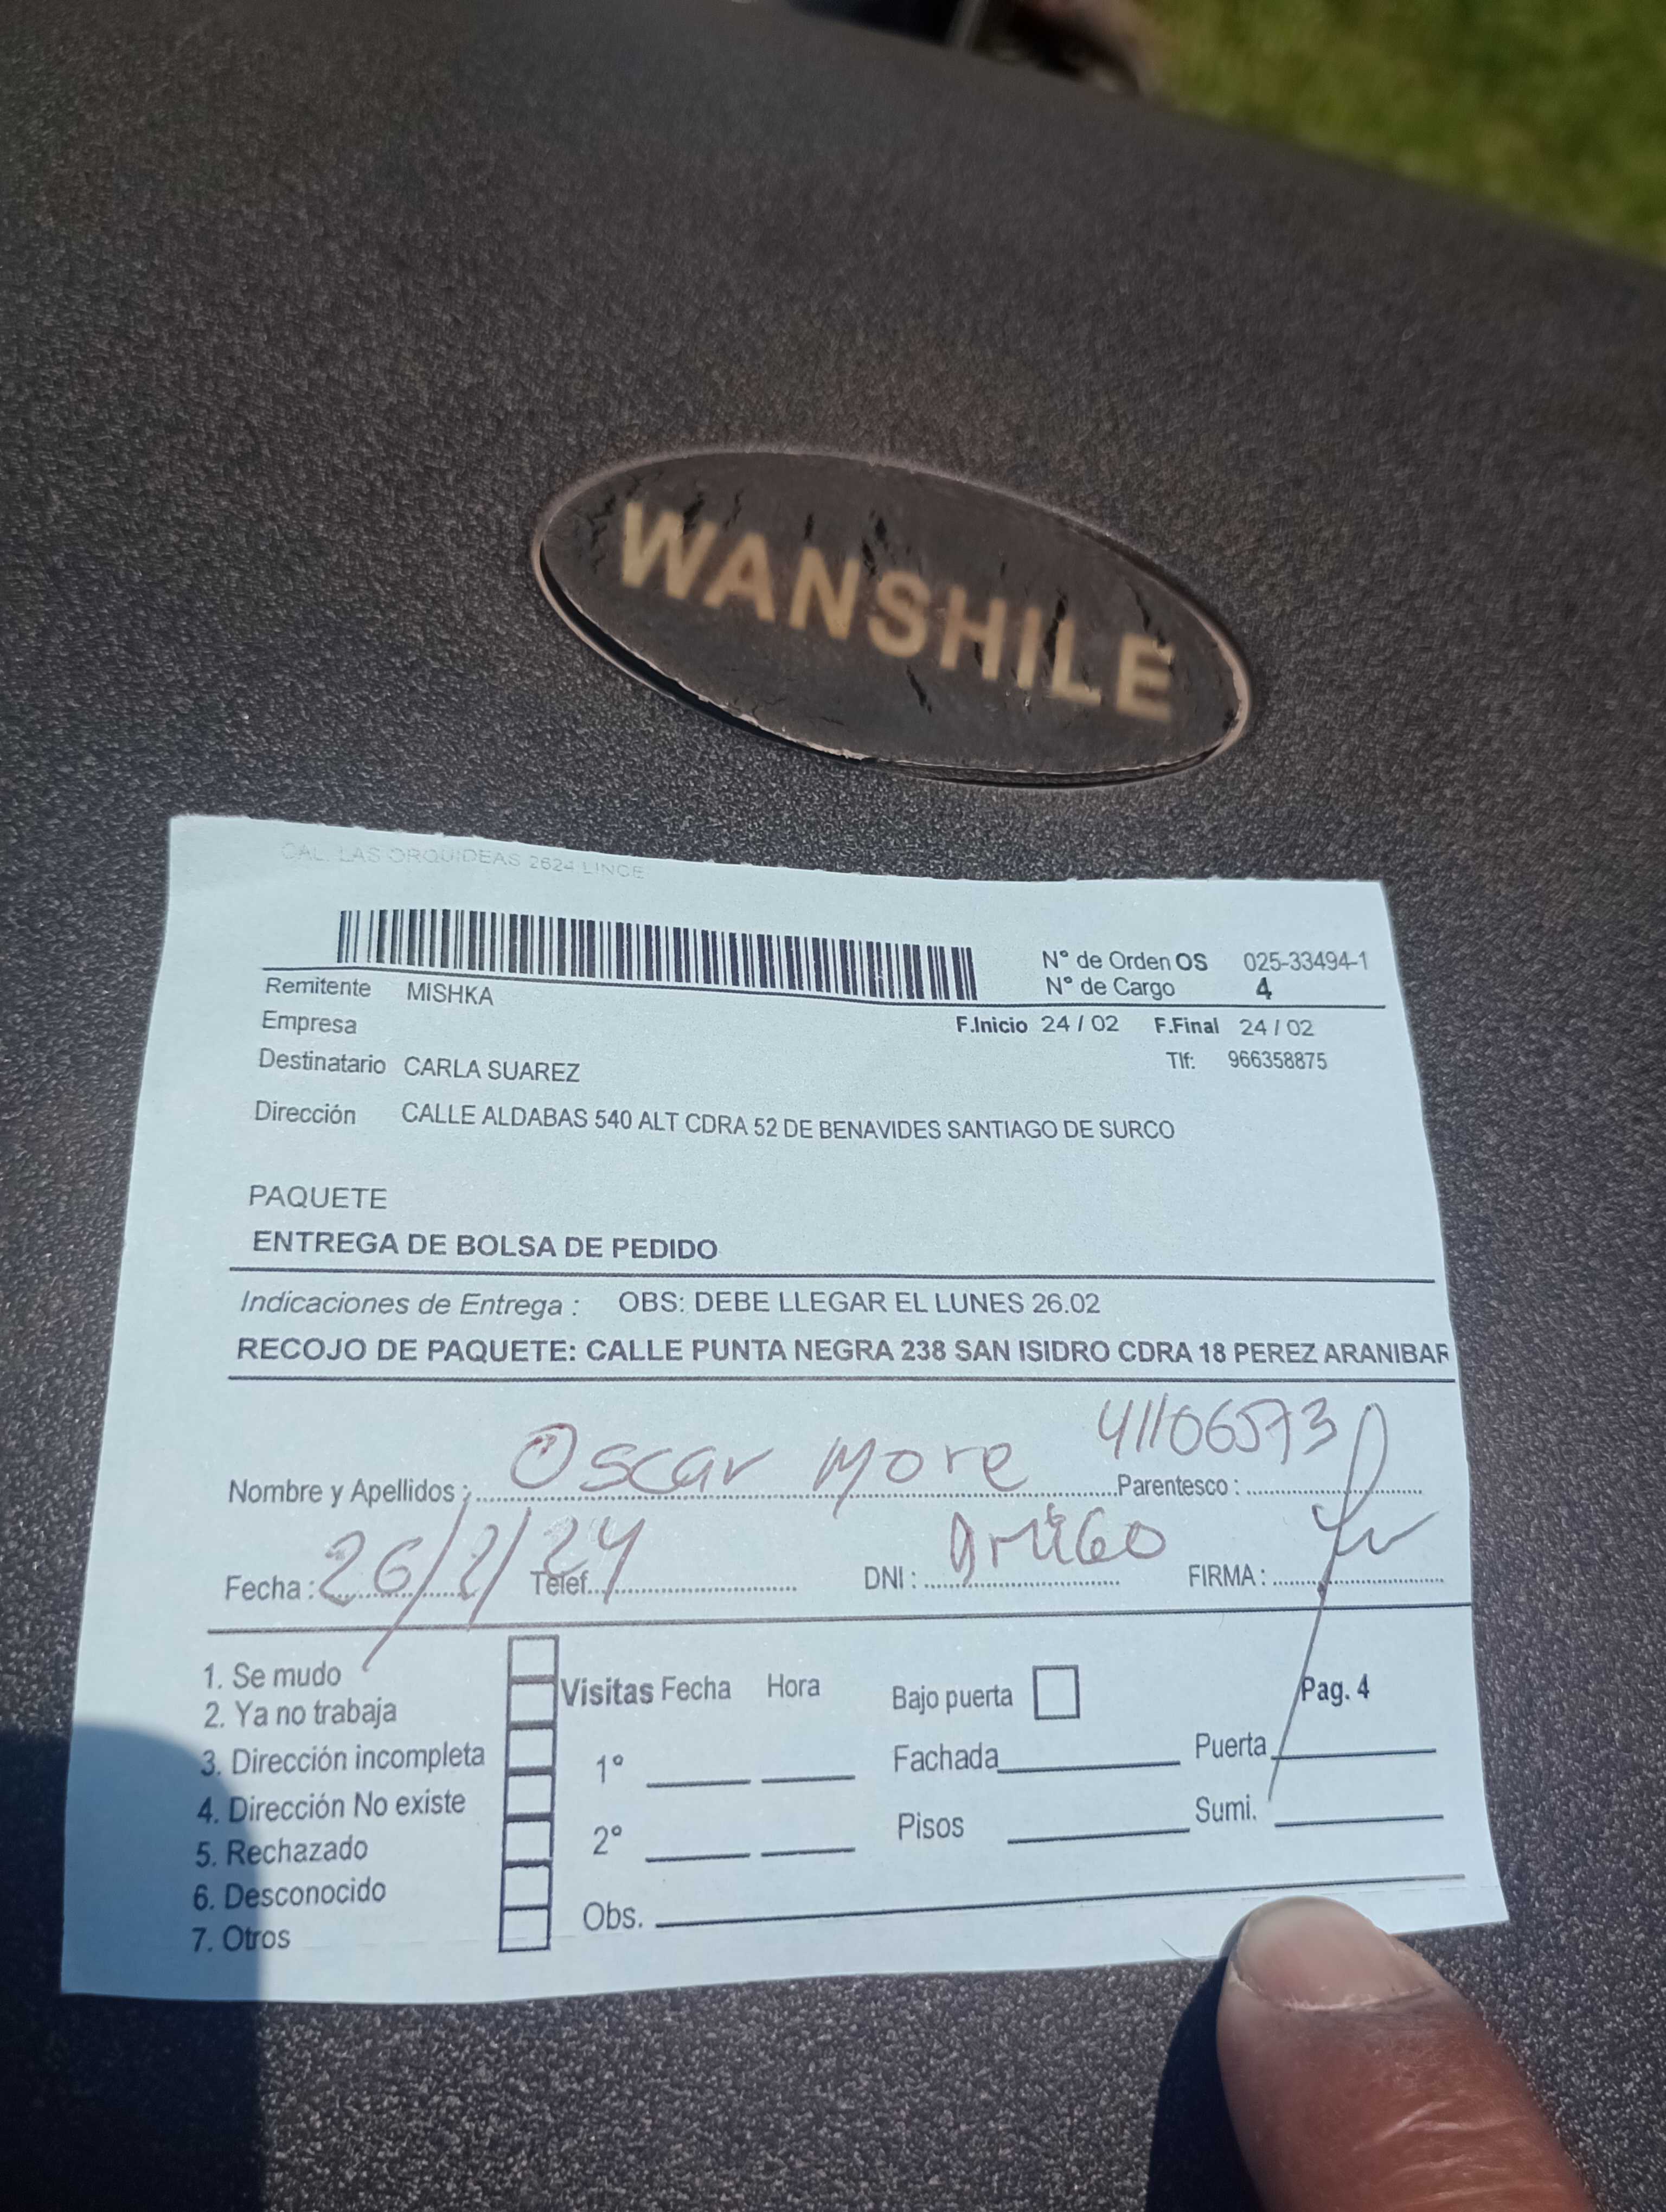 WANSHILE
CAL. LAS ORQUIDEAS 2624 LINCE
N° de Orden OS 025-33494-1
N° de Cargo 4
Remitente MISHKA
Empresa F.Inicio 24 / 02 F.Final 24 / 02
Destinatario CARLA SUAREZ Tlf: 966358875
Dirección CALLE ALDABAS 540 ALT CDRA 52 DE BENAVIDES SANTIAGO DE SURCO
PAQUETE
ENTREGA DE BOLSA DE PEDIDO
Indicaciones de Entrega : OBS: DEBE LLEGAR EL LUNES 26.02
RECOJO DE PAQUETE: CALLE PUNTA NEGRA 238 SAN ISIDRO CDRA 18 PEREZ ARANIBAR
41106573
Nombre y Apellidos : Oscar More Parentesco :
Fecha : 26/2/24 Telef. DNI : amigo FIRMA :
1. Se mudo
2. Ya no trabaja
3. Dirección incompleta
4. Dirección No existe
5. Rechazado
6. Desconocido
7. Otros
Visitas Fecha Hora
1°
2°
Obs.
Bajo puerta Pag. 4
Fachada Puerta
Pisos Sumi.